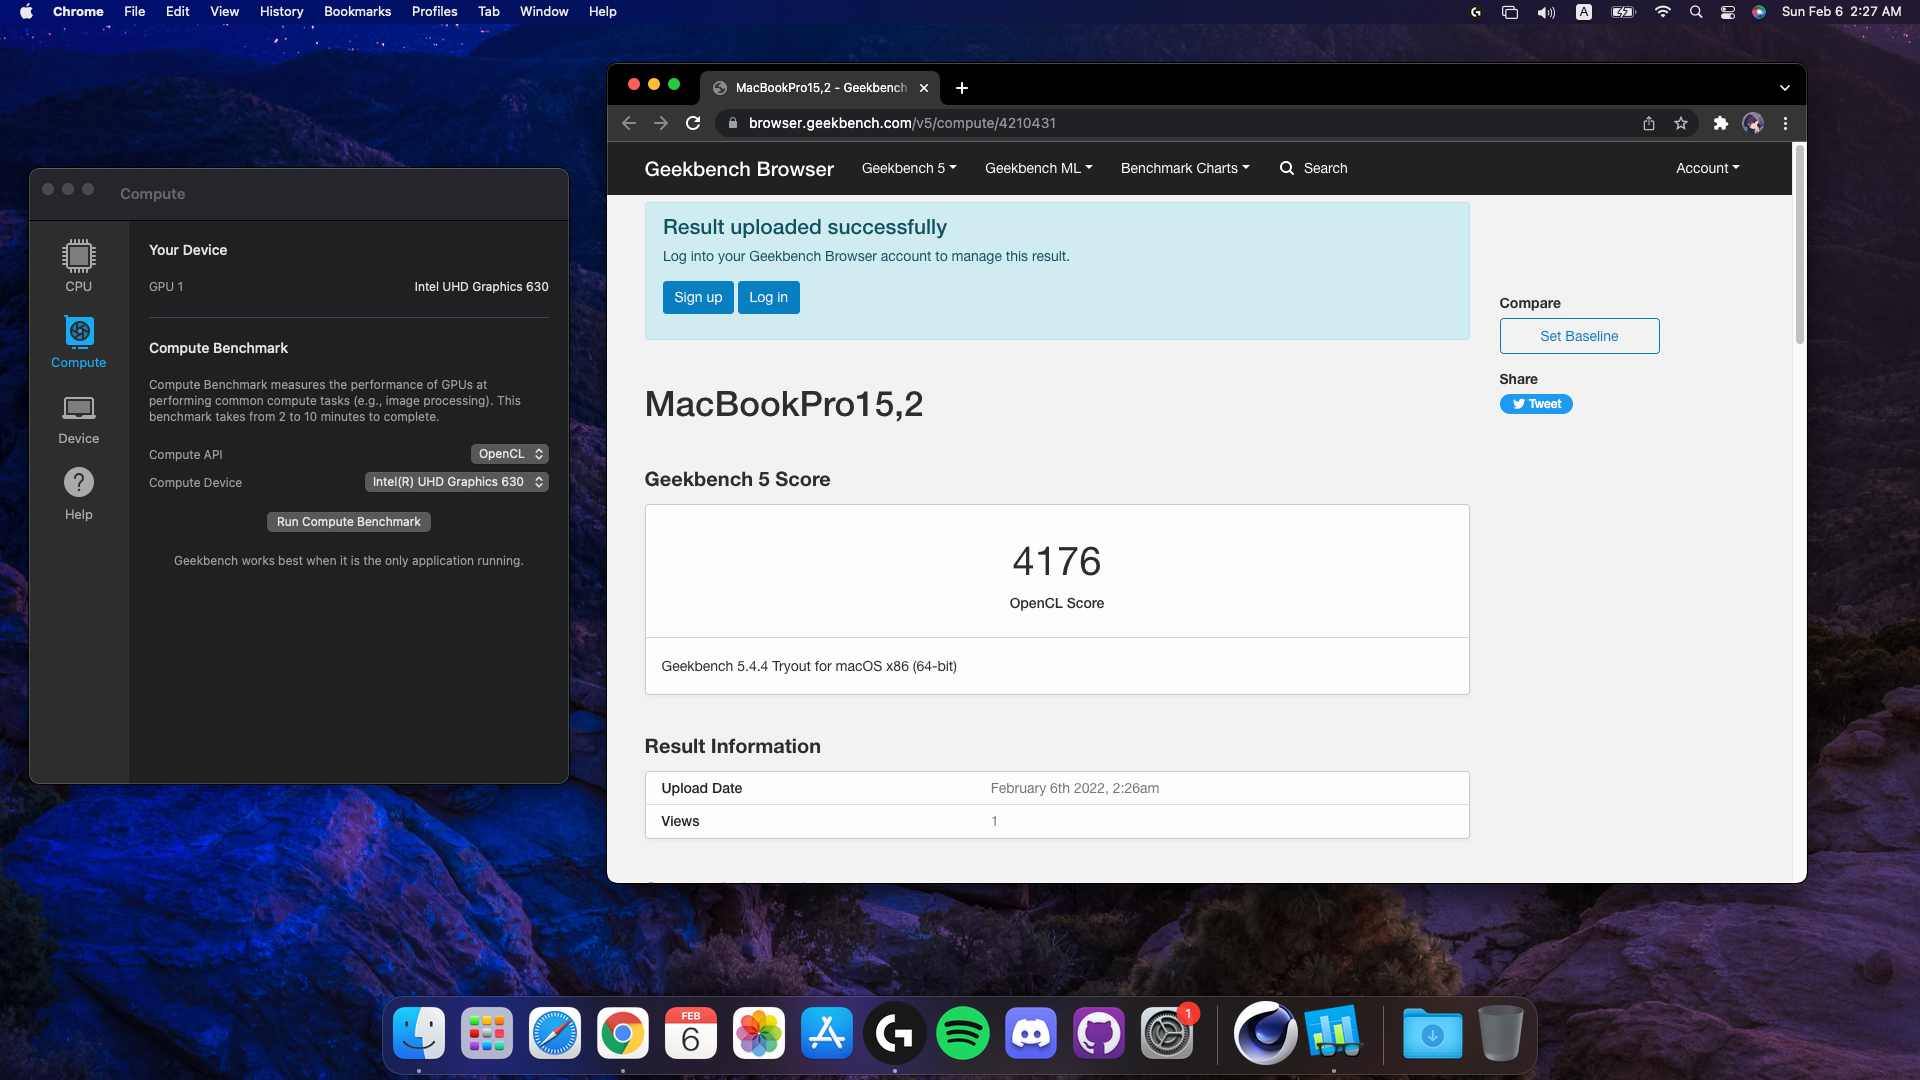 Chrome File Edit View History Bookmarks Profiles Tab Window Help
A
Sun Feb 6 2:27 AM
Compute
CPU
Compute
Device
?
Help
Your Device
GPU 1 Intel UHD Graphics 630
Compute Benchmark
Compute Benchmark measures the performance of GPUs at
performing common compute tasks (e.g., image processing). This
benchmark takes from 2 to 10 minutes to complete.
Compute API OpenCL
Compute Device Intel(R) UHD Graphics 630
Run Compute Benchmark
Geekbench works best when it is the only application running.
MacBookPro15,2 - Geekbench
browser.geekbench.com/v5/compute/4210431
Geekbench Browser Geekbench 5 Geekbench ML Benchmark Charts Search Account
Result uploaded successfully
Log into your Geekbench Browser account to manage this result.
Sign up Log in
Compare
Set Baseline
Share
Tweet
MacBookPro15,2
Geekbench 5 Score
4176
OpenCL Score
Geekbench 5.4.4 Tryout for macOS x86 (64-bit)
Result Information
Upload Date February 6th 2022, 2:26am
Views 1
FEB
6
1